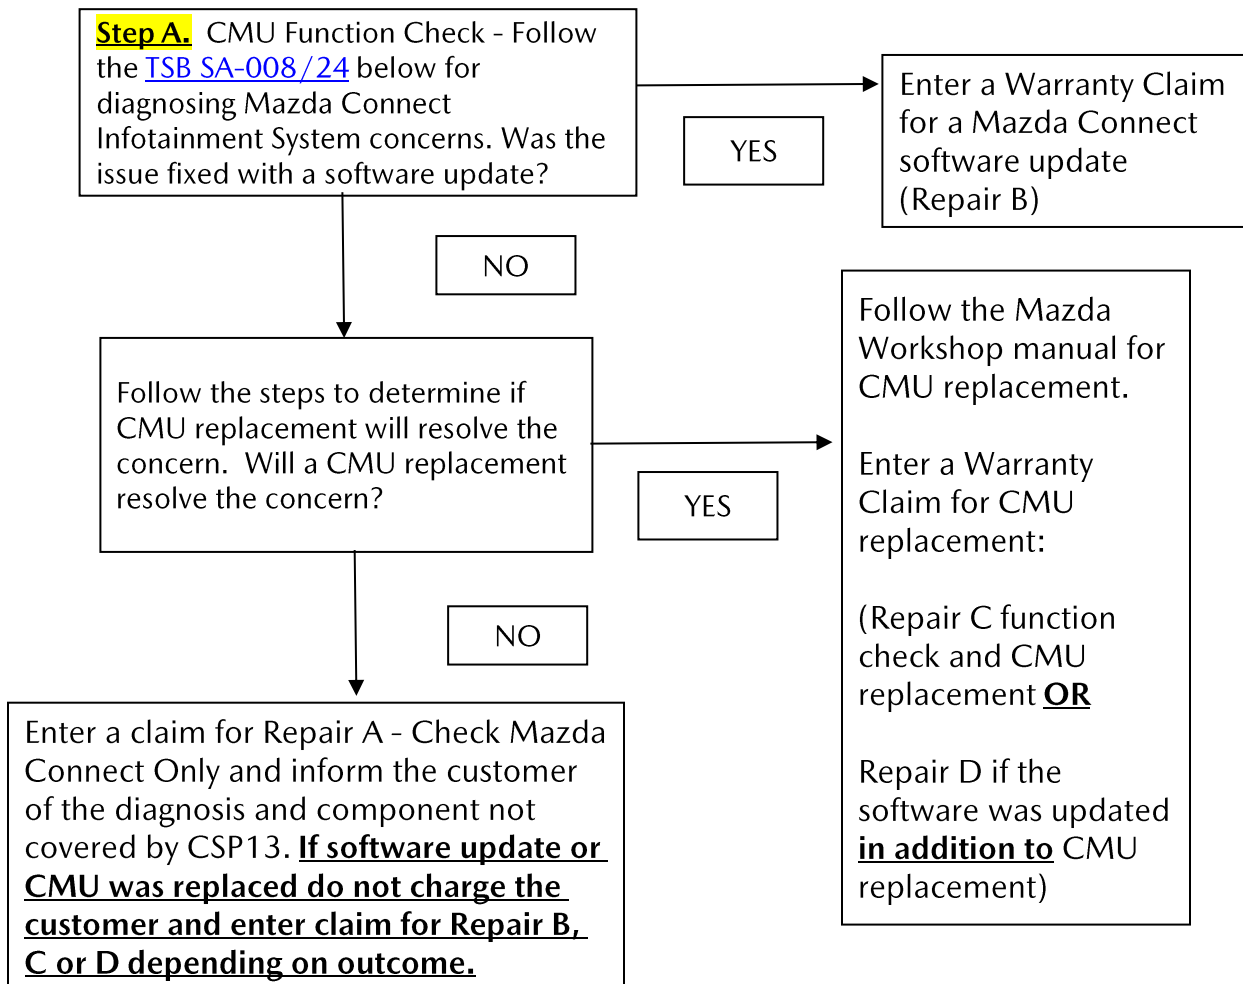 Step A. CMU Function Check - Follow
the TSB SA-008/24 below for
diagnosing Mazda Connect
Infotainment System concerns. Was the
issue fixed with a software update?
YES
Enter a Warranty Claim
for a Mazda Connect
software update
(Repair B)
NO
Follow the steps to determine if
CMU replacement will resolve the
concern. Will a CMU replacement
resolve the concern?
YES
Follow the Mazda
Workshop manual for
CMU replacement.
Enter a Warranty
Claim for CMU
replacement:
(Repair C function
check and CMU
replacement OR
Repair D if the
software was updated
in addition to CMU
replacement)
NO
Enter a claim for Repair A - Check Mazda
Connect Only and inform the customer
of the diagnosis and component not
covered by CSP13. If software update or
CMU was replaced do not charge the
customer and enter claim for Repair B,
C or D depending on outcome.